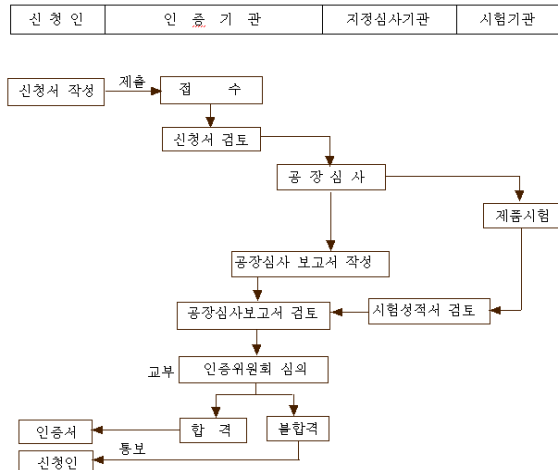 신 청 인 인 증 기 관 지정심사기관 시험기관
제출
신청서 작성 접 수
신청서 검토
공 장 심 사
제품시험
공장심사 보고서 작성
공장심사보고서 검토 시험성적서 검토
교부 인증위원회 심의
인증서 합 격 불합격
통보
신청인